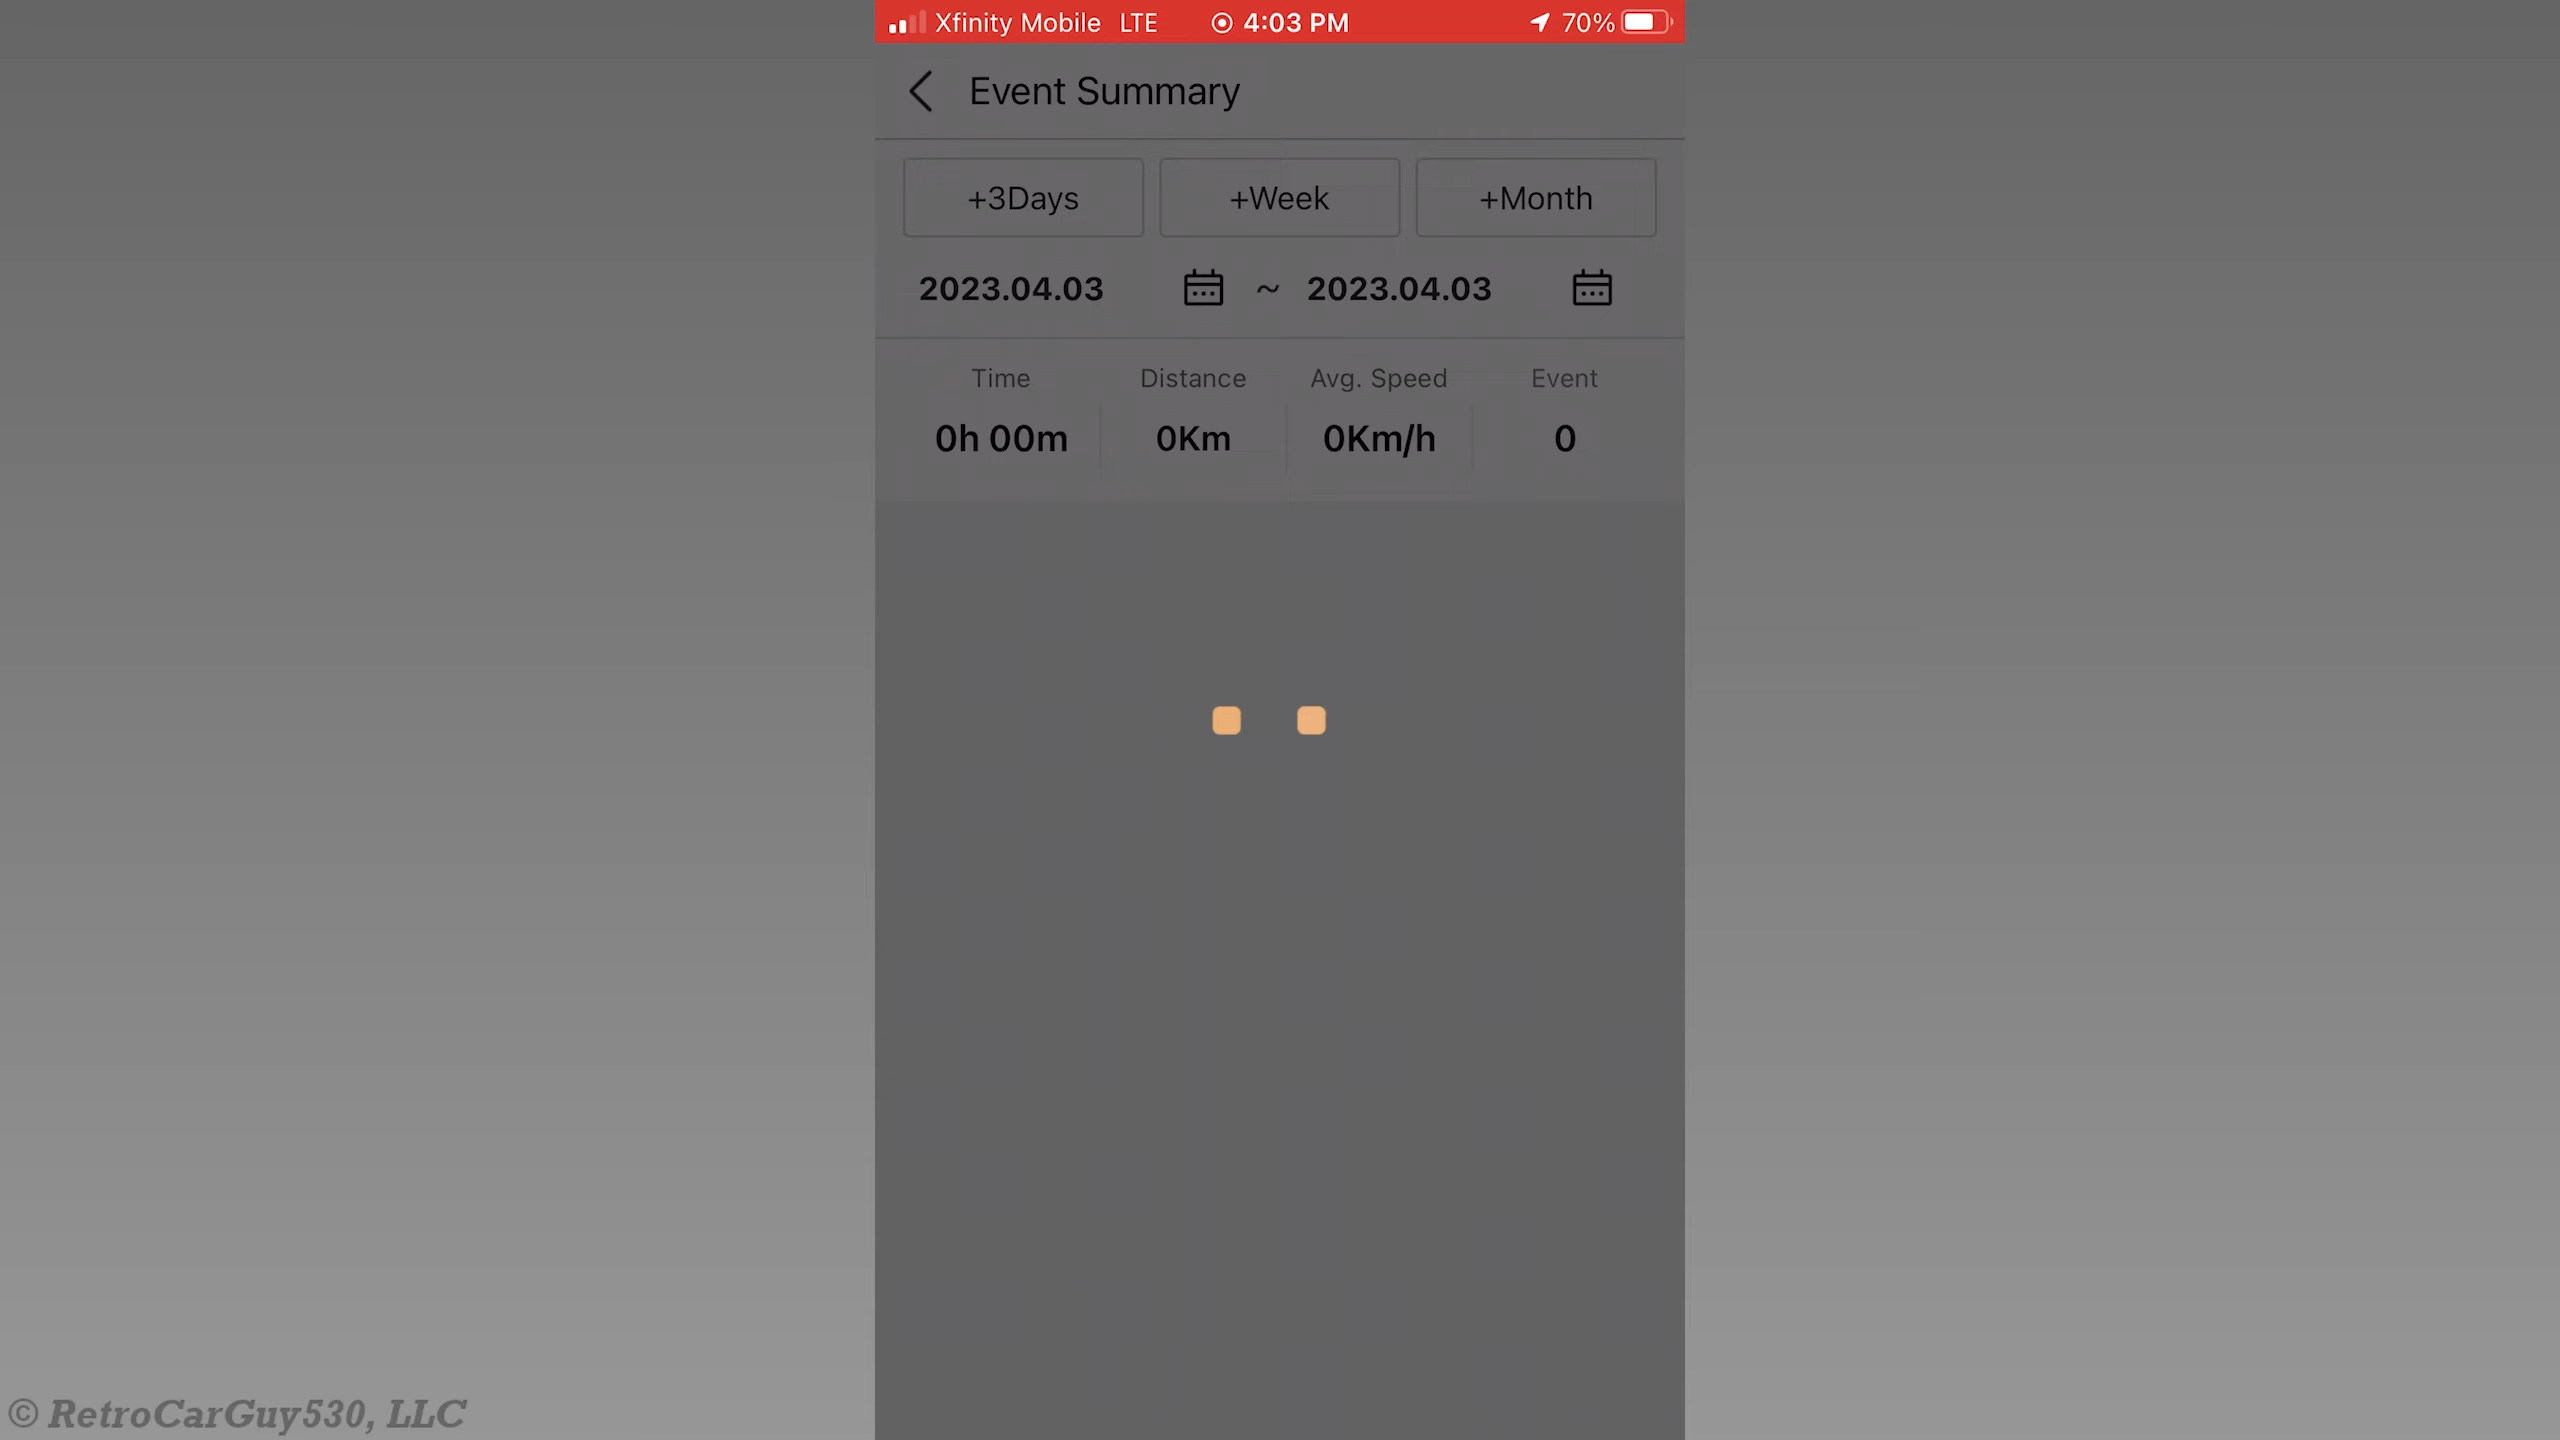 Xfinity Mobile LTE 4:03 PM 70%
Event Summary
+3Days +Week +Month
2023.04.03 ~ 2023.04.03
Time Distance Avg. Speed Event
0h 00m 0Km 0Km/h 0
© RetroCarGuy530, LLC